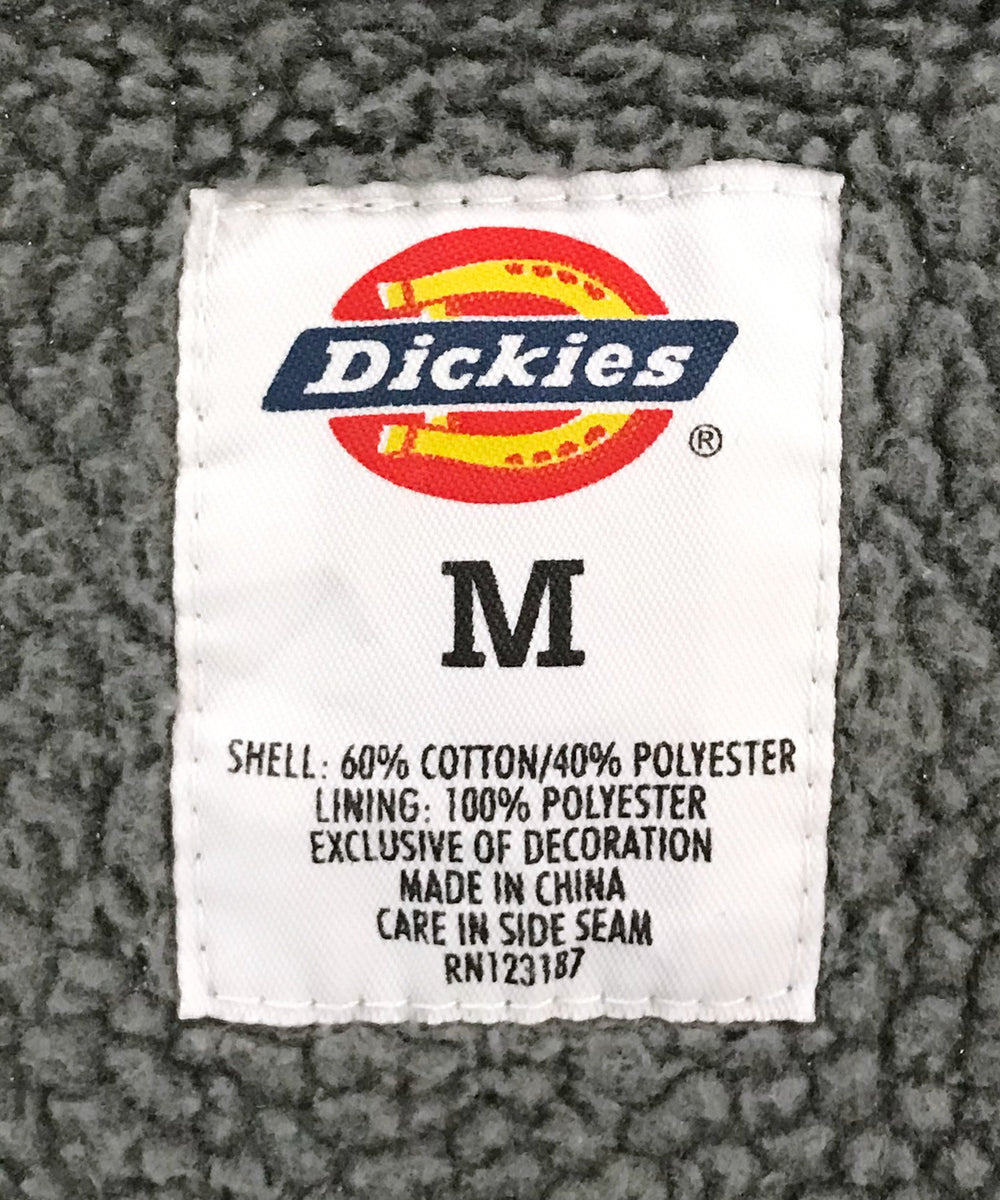 Dickies
®
M
SHELL: 60% COTTON/40% POLYESTER
LINING: 100% POLYESTER
EXCLUSIVE OF DECORATION
MADE IN CHINA
CARE IN SIDE SEAM
RN123187